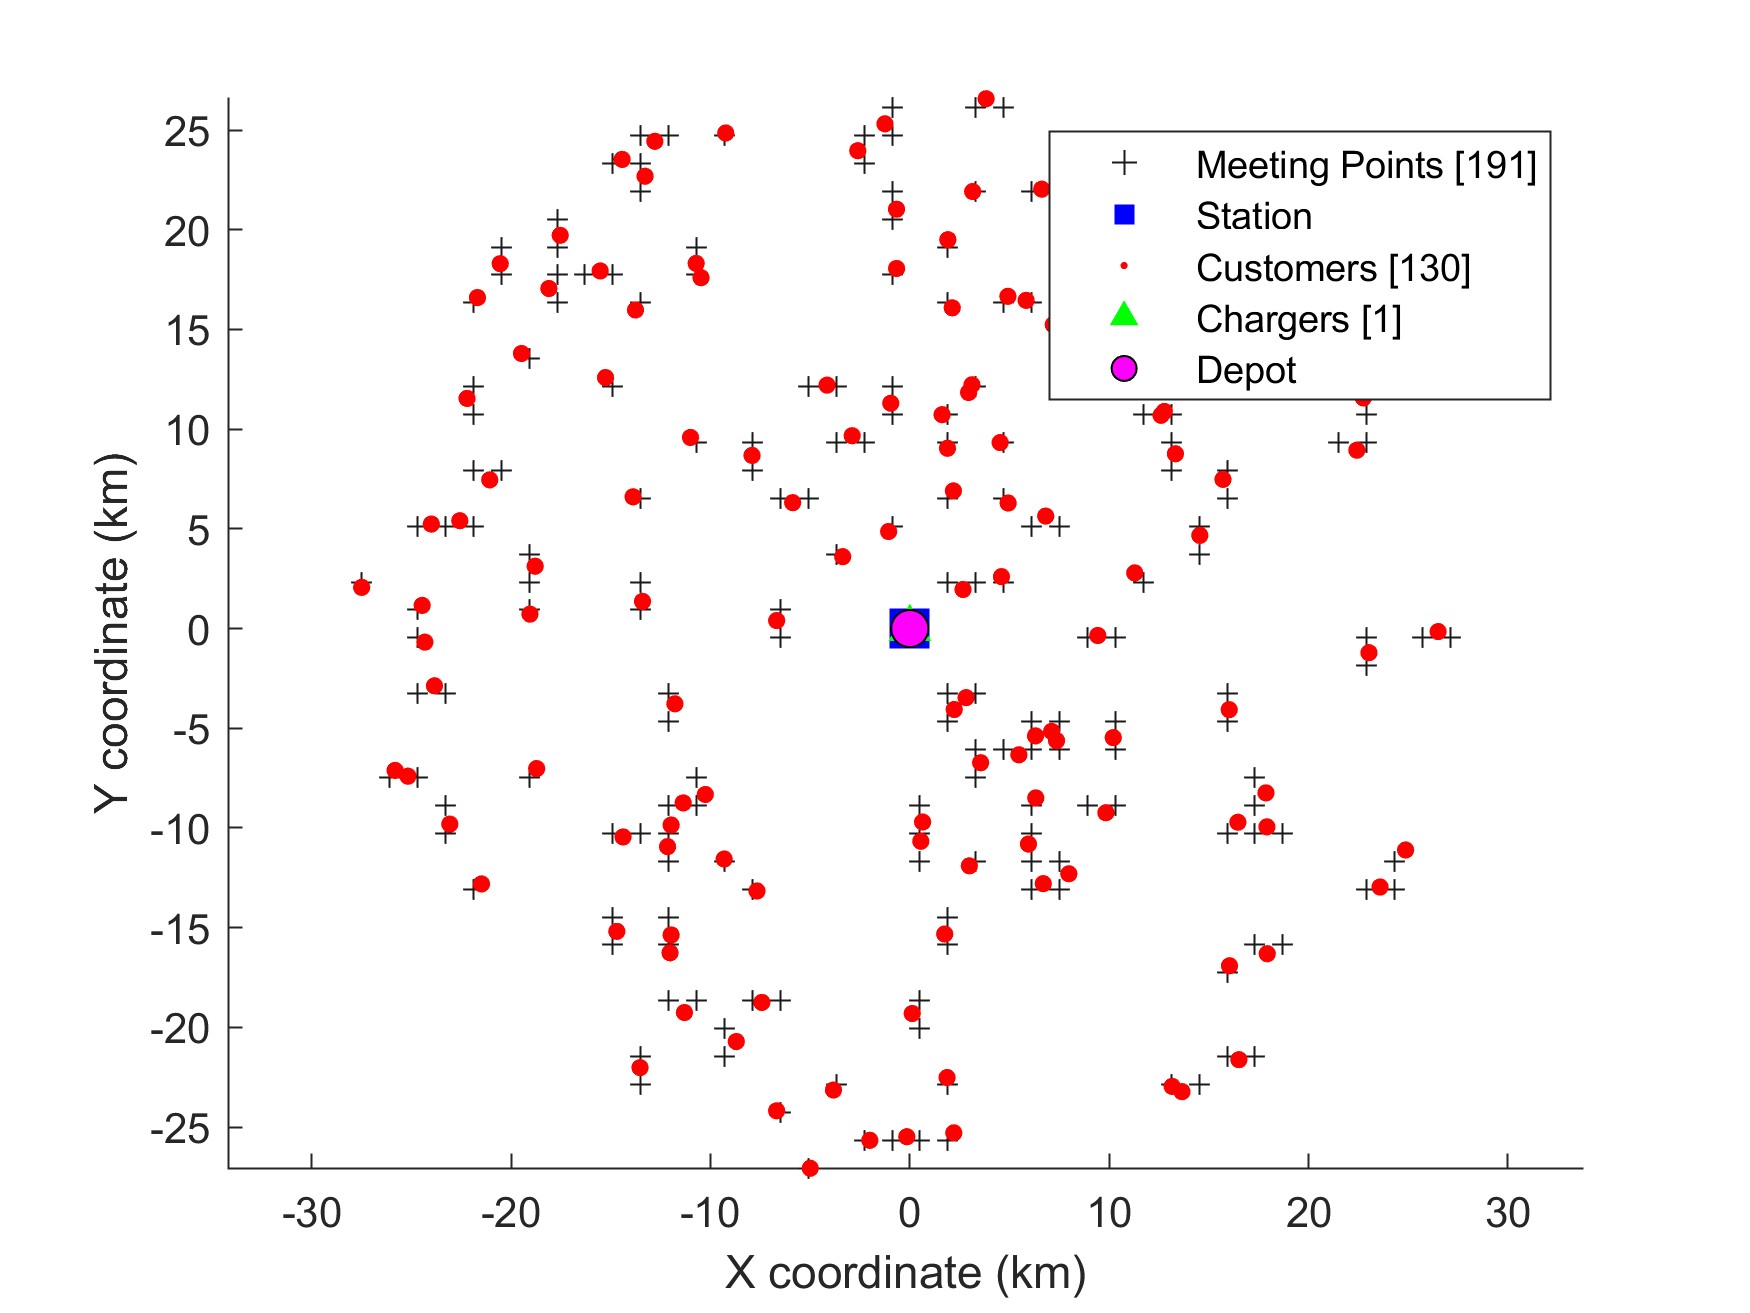 25
20
15
10
5
0
-5
-10
-15
-20
-25
Y coordinate (km)
Meeting Points [191]
Station
Customers [130]
Chargers [1]
Depot
-30 -20 -10 0 10 20 30
X coordinate (km)